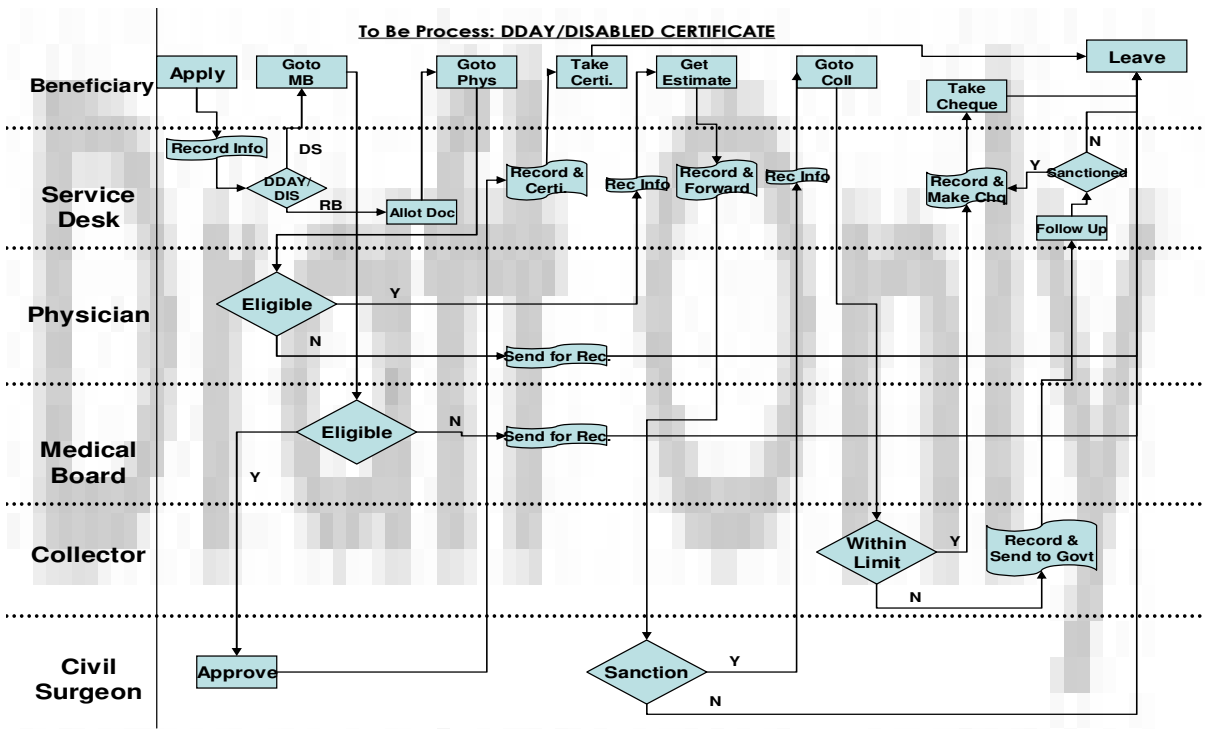 To Be Process: DDAY/DISABLED CERTIFICATE
Beneficiary
Apply
Goto
MB
Goto
Phys
Take
Certi.
Get
Estimate
Goto
Coll
Take
Cheque
Leave
Service
Desk
Record Info
DS
DDAY/
DIS
RB
Allot Doc
Record &
Certi.
Rec Info
Record &
Forward
Rec Info
Record &
Make Chq
Y
N
Sanctioned
Follow Up
Physician
Eligible
Y
N
Send for Rec.
Medical
Board
Eligible
N
Send for Rec.
Y
Collector
Within
Limit
Y
N
Record &
Send to Govt
Civil
Surgeon
Approve
Sanction
Y
N